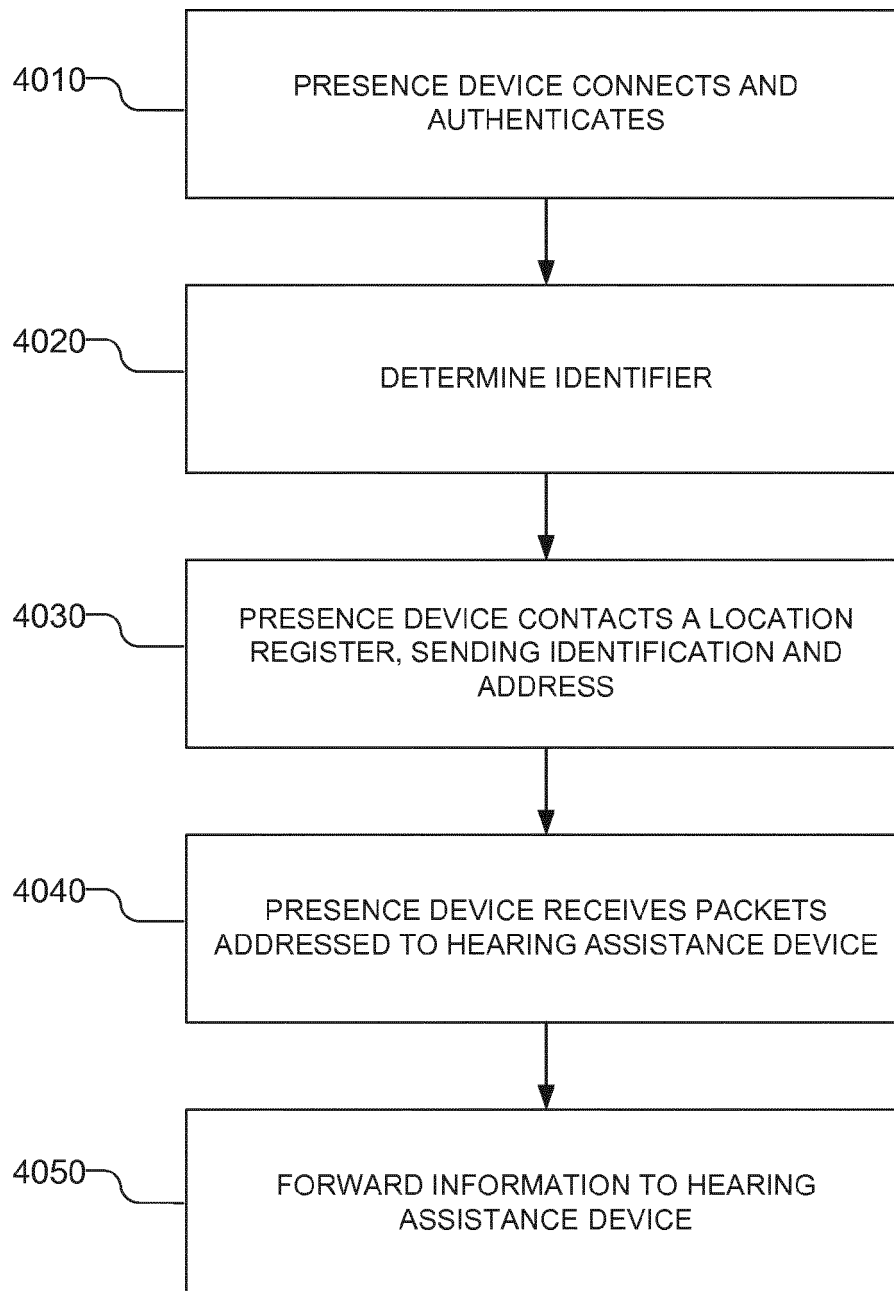 4010
PRESENCE DEVICE CONNECTS AND
AUTHENTICATES
4020
DETERMINE IDENTIFIER
4030
PRESENCE DEVICE CONTACTS A LOCATION
REGISTER, SENDING IDENTIFICATION AND
ADDRESS
4040
PRESENCE DEVICE RECEIVES PACKETS
ADDRESSED TO HEARING ASSISTANCE DEVICE
4050
FORWARD INFORMATION TO HEARING
ASSISTANCE DEVICE